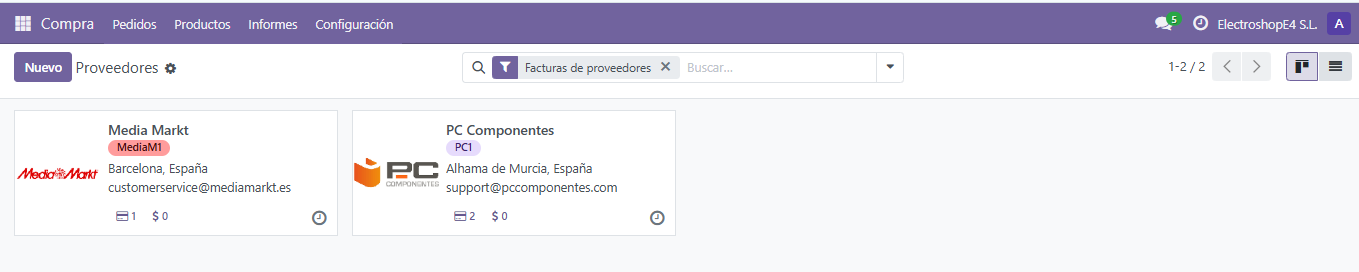 Compra Pedidos Productos Informes Configuración 5 ElectroshopE4 S.L. A
Nuevo Proveedores Facturas de proveedores × Buscar... 1-2 / 2
Media Markt
MediaM1
Media Markt
Barcelona, España
customerservice@mediamarkt.es
1 $ 0
PC Componentes
PC1
PC COMPONENTES
Alhama de Murcia, España
support@pccomponentes.com
2 $ 0